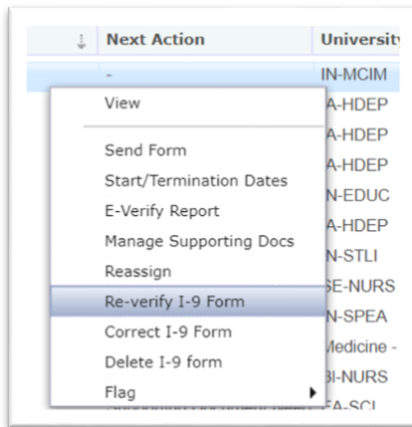 Next Action University
- IN-MCIM
View A-HDEP
A-HDEP
Send Form A-HDEP
Start/Termination Dates N-EDUC
E-Verify Report A-HDEP
Manage Supporting Docs N-STLI
Reassign SE-NURS
Re-verify I-9 Form N-SPEA
Correct I-9 Form Medicine -
Delete I-9 form BI-NURS
Flag EA-SCI